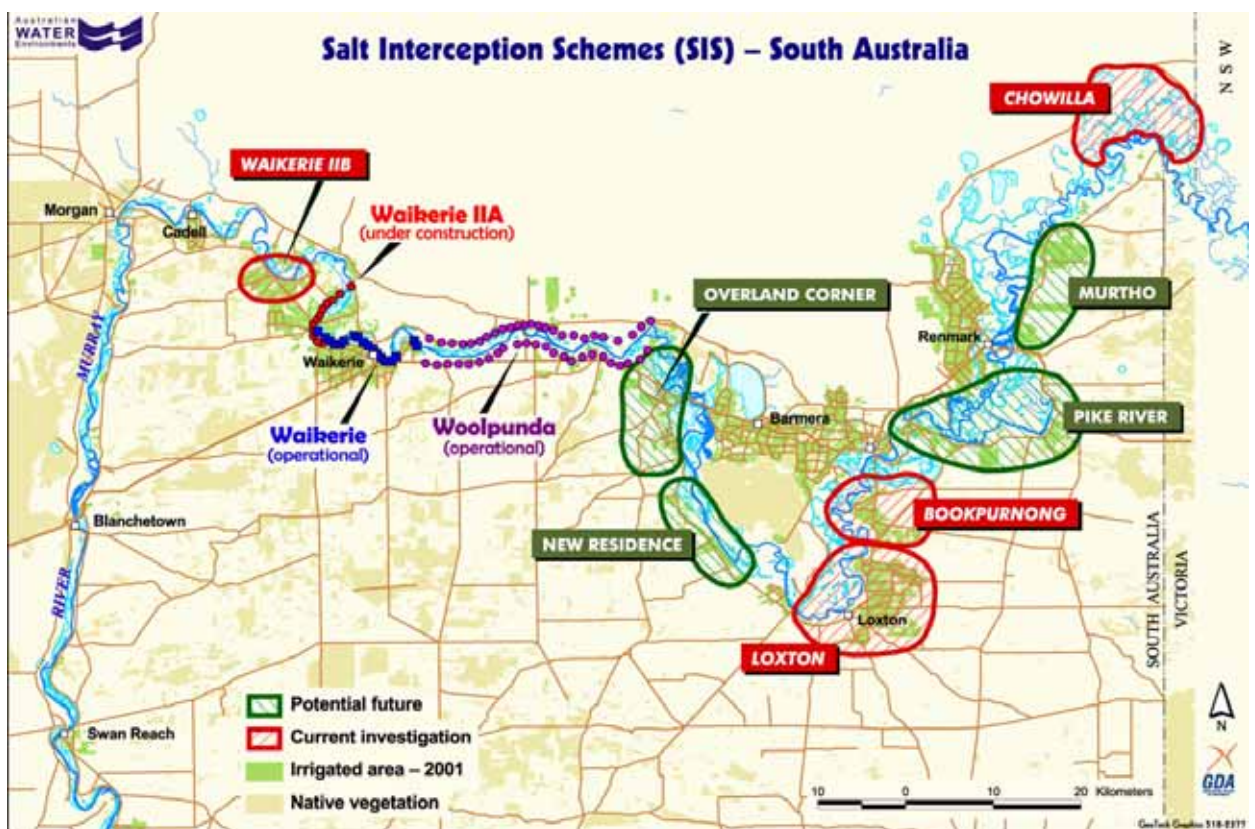 Australian
WATER
Environments
Salt Interception Schemes (SIS) – South Australia
NSW
CHOWILLA
WAIKERIE IIB
Morgan
Cadell
Waikerie IIA
(under construction)
OVERLAND CORNER
MURTHO
Renmark
MURRAY
Waikerie
Waikerie
(operational)
Woolpunda
(operational)
Barmera
PIKE RIVER
BOOKPURNONG
Blanchetown
NEW RESIDENCE
RIVER
SOUTH AUSTRALIA
VICTORIA
Loxton
LOXTON
Swan Reach
Potential future
Current investigation
Irrigated area – 2001
Native vegetation
10 0 10 20 Kilometers
N
GDA